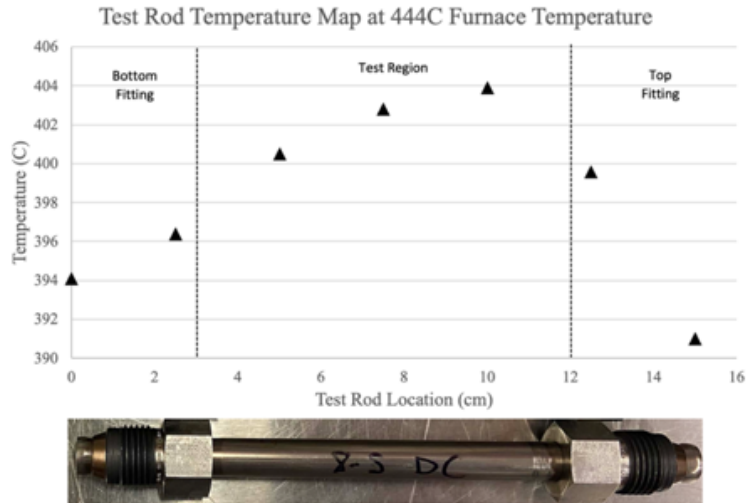 Test Rod Temperature Map at 444C Furnace Temperature
406
404
402
400
398
396
394
392
390
Temperature (C)
Bottom
Fitting
Test Region
Top
Fitting
0
2
4
6
8
10
12
14
16
Test Rod Location (cm)
8-5 DC